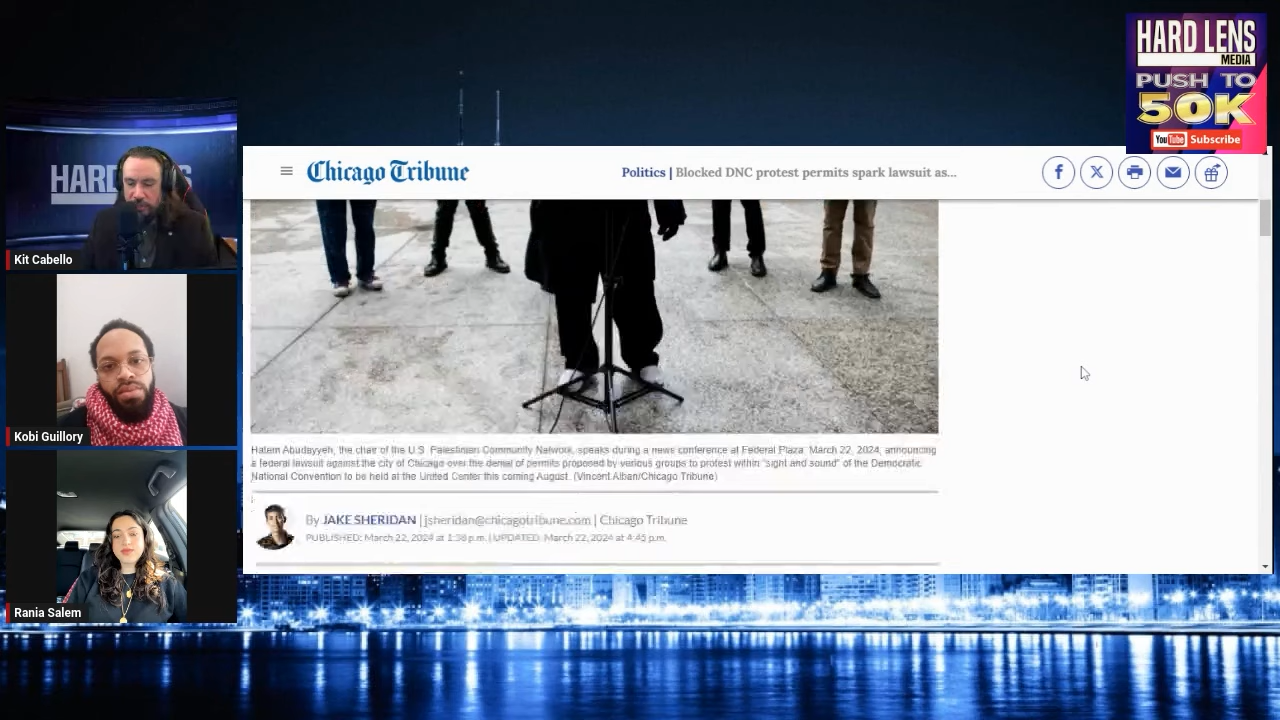 HARD LENS
MEDIA
PUSH TO
50K
YouTube Subscribe
HARD
S
Kit Cabello
Kobi Guillory
Rania Salem
Chicago Tribune
Politics | Blocked DNC protest permits spark lawsuit as...
Hatem Abudayyeh, the chair of the U.S. Palestinian Community Network, speaks during a news conference at Federal Plaza, March 22, 2024, announcing
a federal lawsuit against the city of Chicago over the denial of permits proposed by various groups to protest within "sight and sound" of the Democratic
National Convention to be held at the United Center this coming August. (Vincent Alban/Chicago Tribune)
By JAKE SHERIDAN | jsheridan@chicagotribune.com | Chicago Tribune
PUBLISHED: March 22, 2024 at 1:38 p.m. | UPDATED: March 22, 2024 at 4:45 p.m.